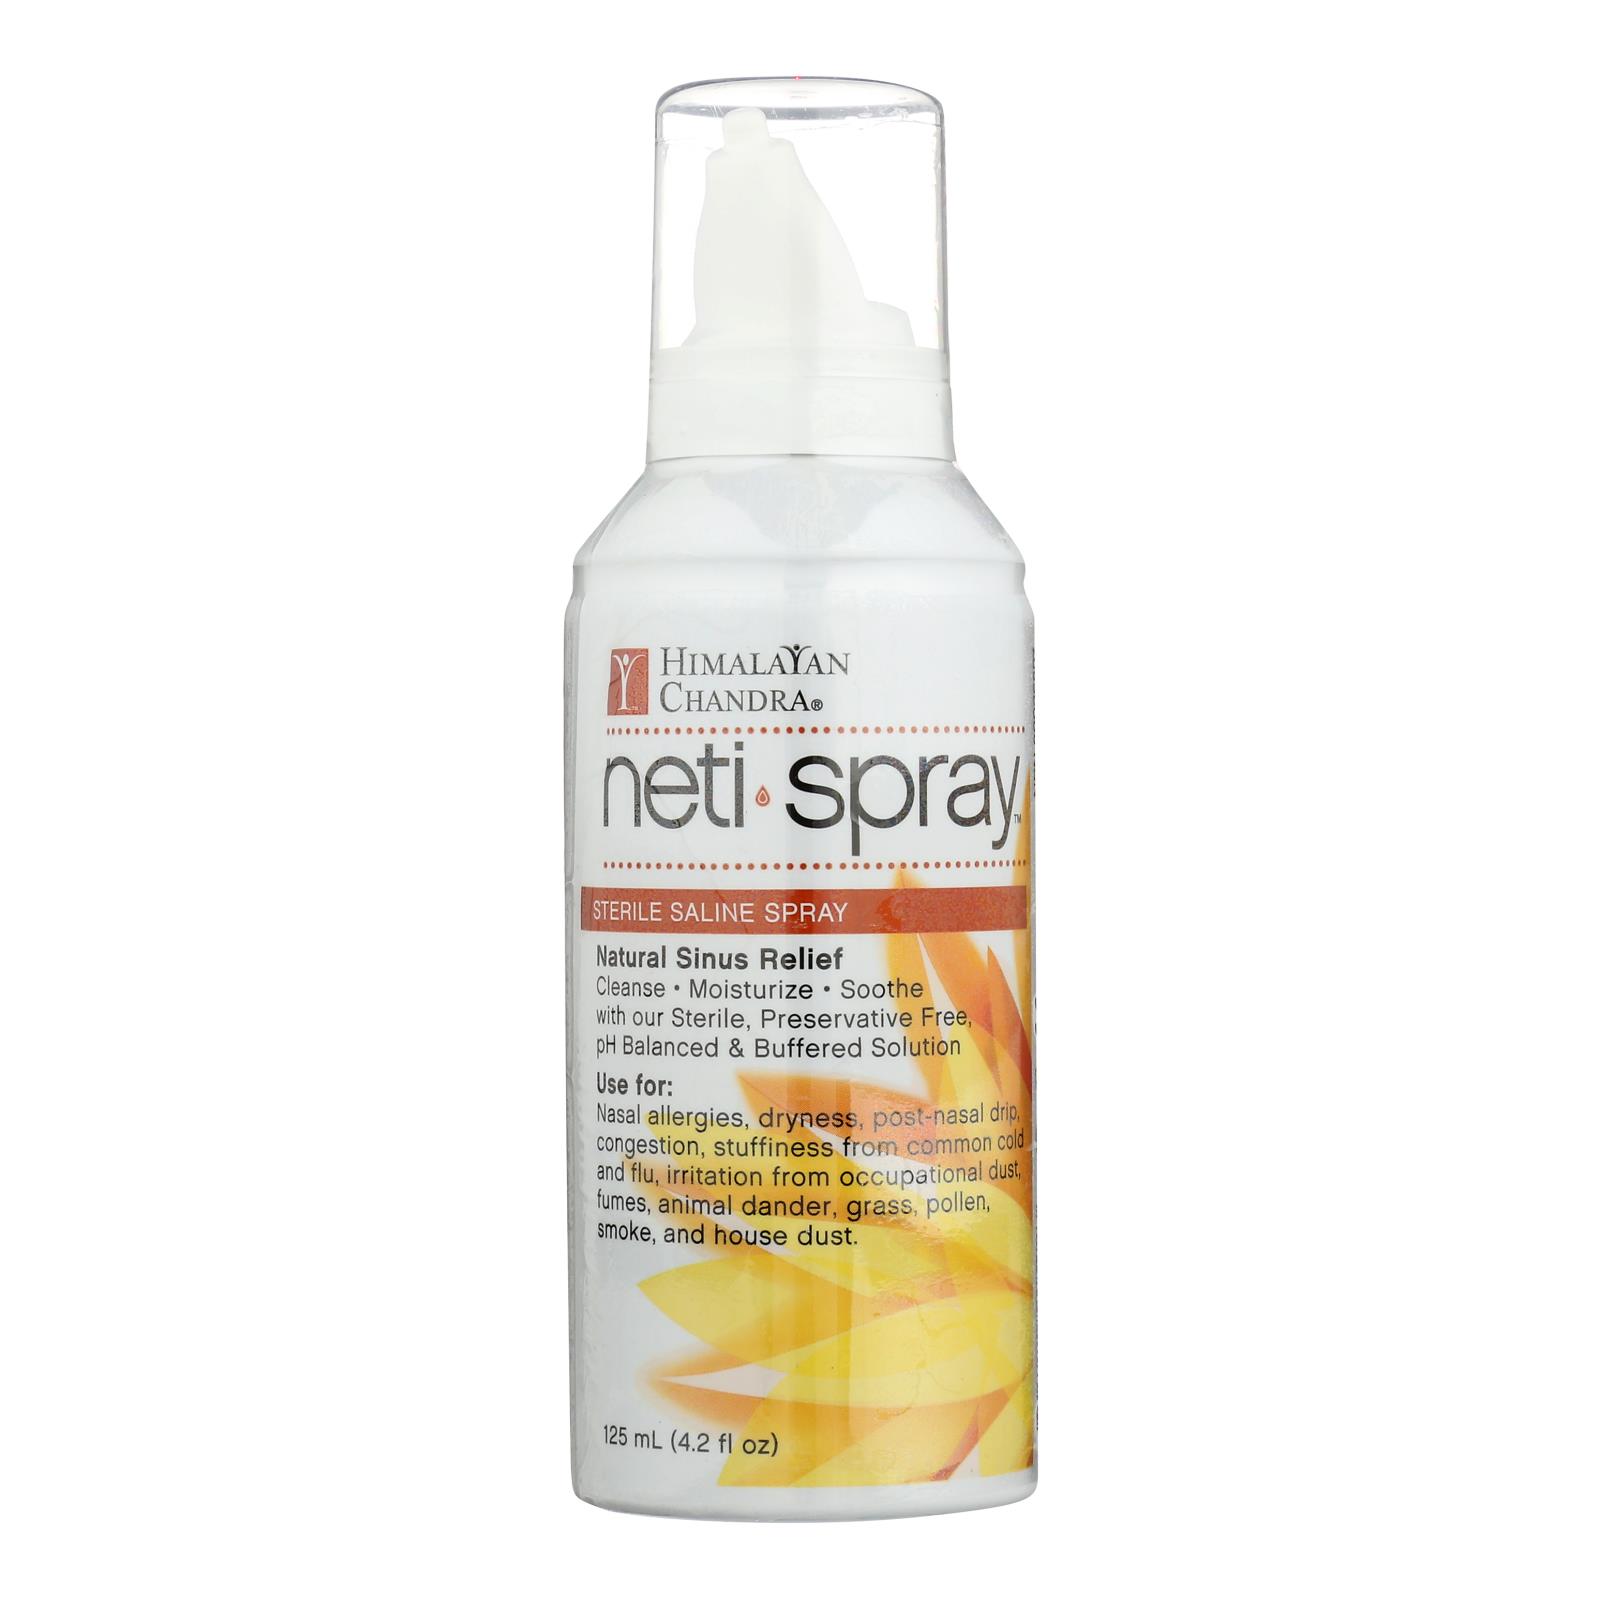 HIMALAYAN
CHANDRA®
neti spray™
STERILE SALINE SPRAY
Natural Sinus Relief
Cleanse • Moisturize • Soothe
with our Sterile, Preservative Free,
pH Balanced & Buffered Solution
Use for:
Nasal allergies, dryness, post-nasal drip,
congestion, stuffiness from common cold
and flu, irritation from occupational dust,
fumes, animal dander, grass, pollen,
smoke, and house dust.
125 mL (4.2 fl oz)